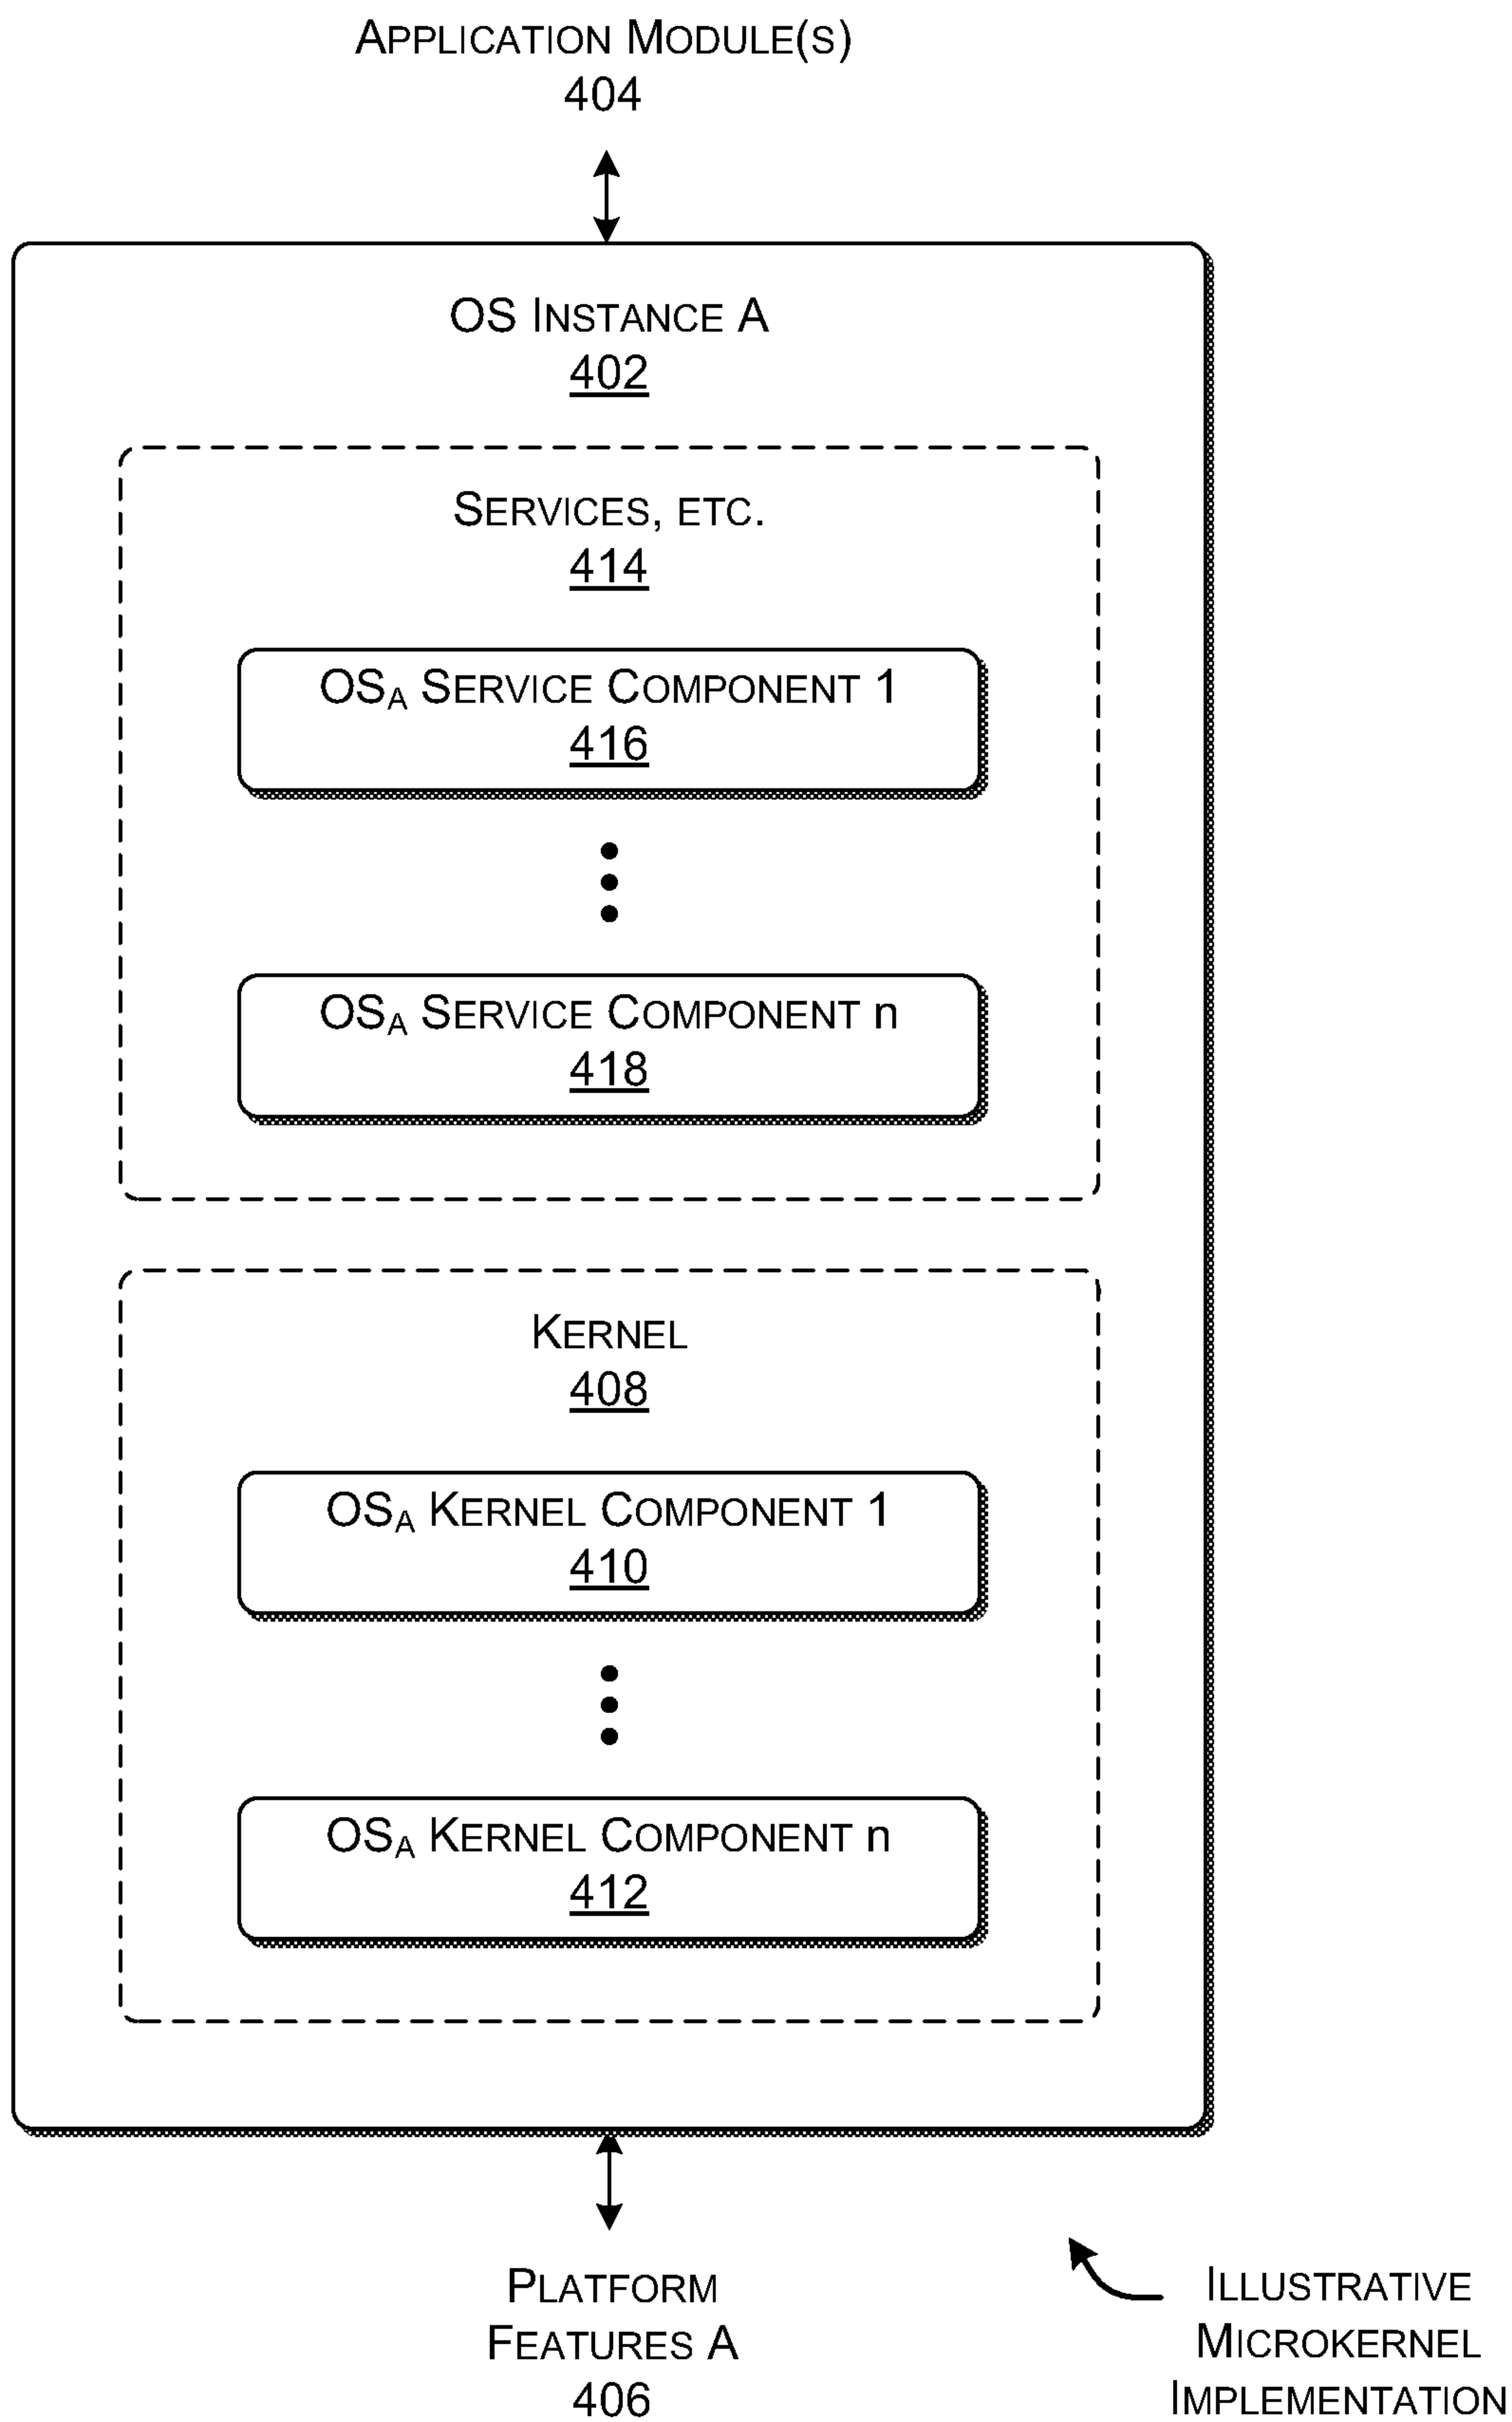 APPLICATION MODULE(S)
404
OS INSTANCE A
402
SERVICES, ETC.
414
OSA SERVICE COMPONENT 1
416
OSA SERVICE COMPONENT n
418
KERNEL
408
OSA KERNEL COMPONENT 1
410
OSA KERNEL COMPONENT n
412
PLATFORM
FEATURES A
406
ILLUSTRATIVE
MICROKERNEL
IMPLEMENTATION